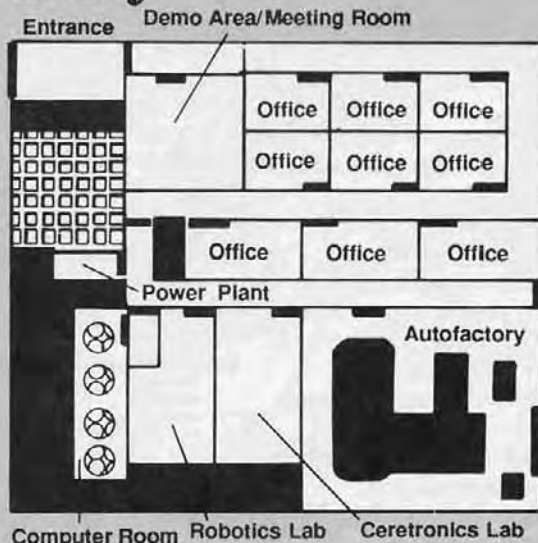 Demo Area/Meeting Room
Entrance
Office Office Office
Office Office Office
Office Office Office
Power Plant
Autofactory
Computer Room Robotics Lab Ceretronics Lab